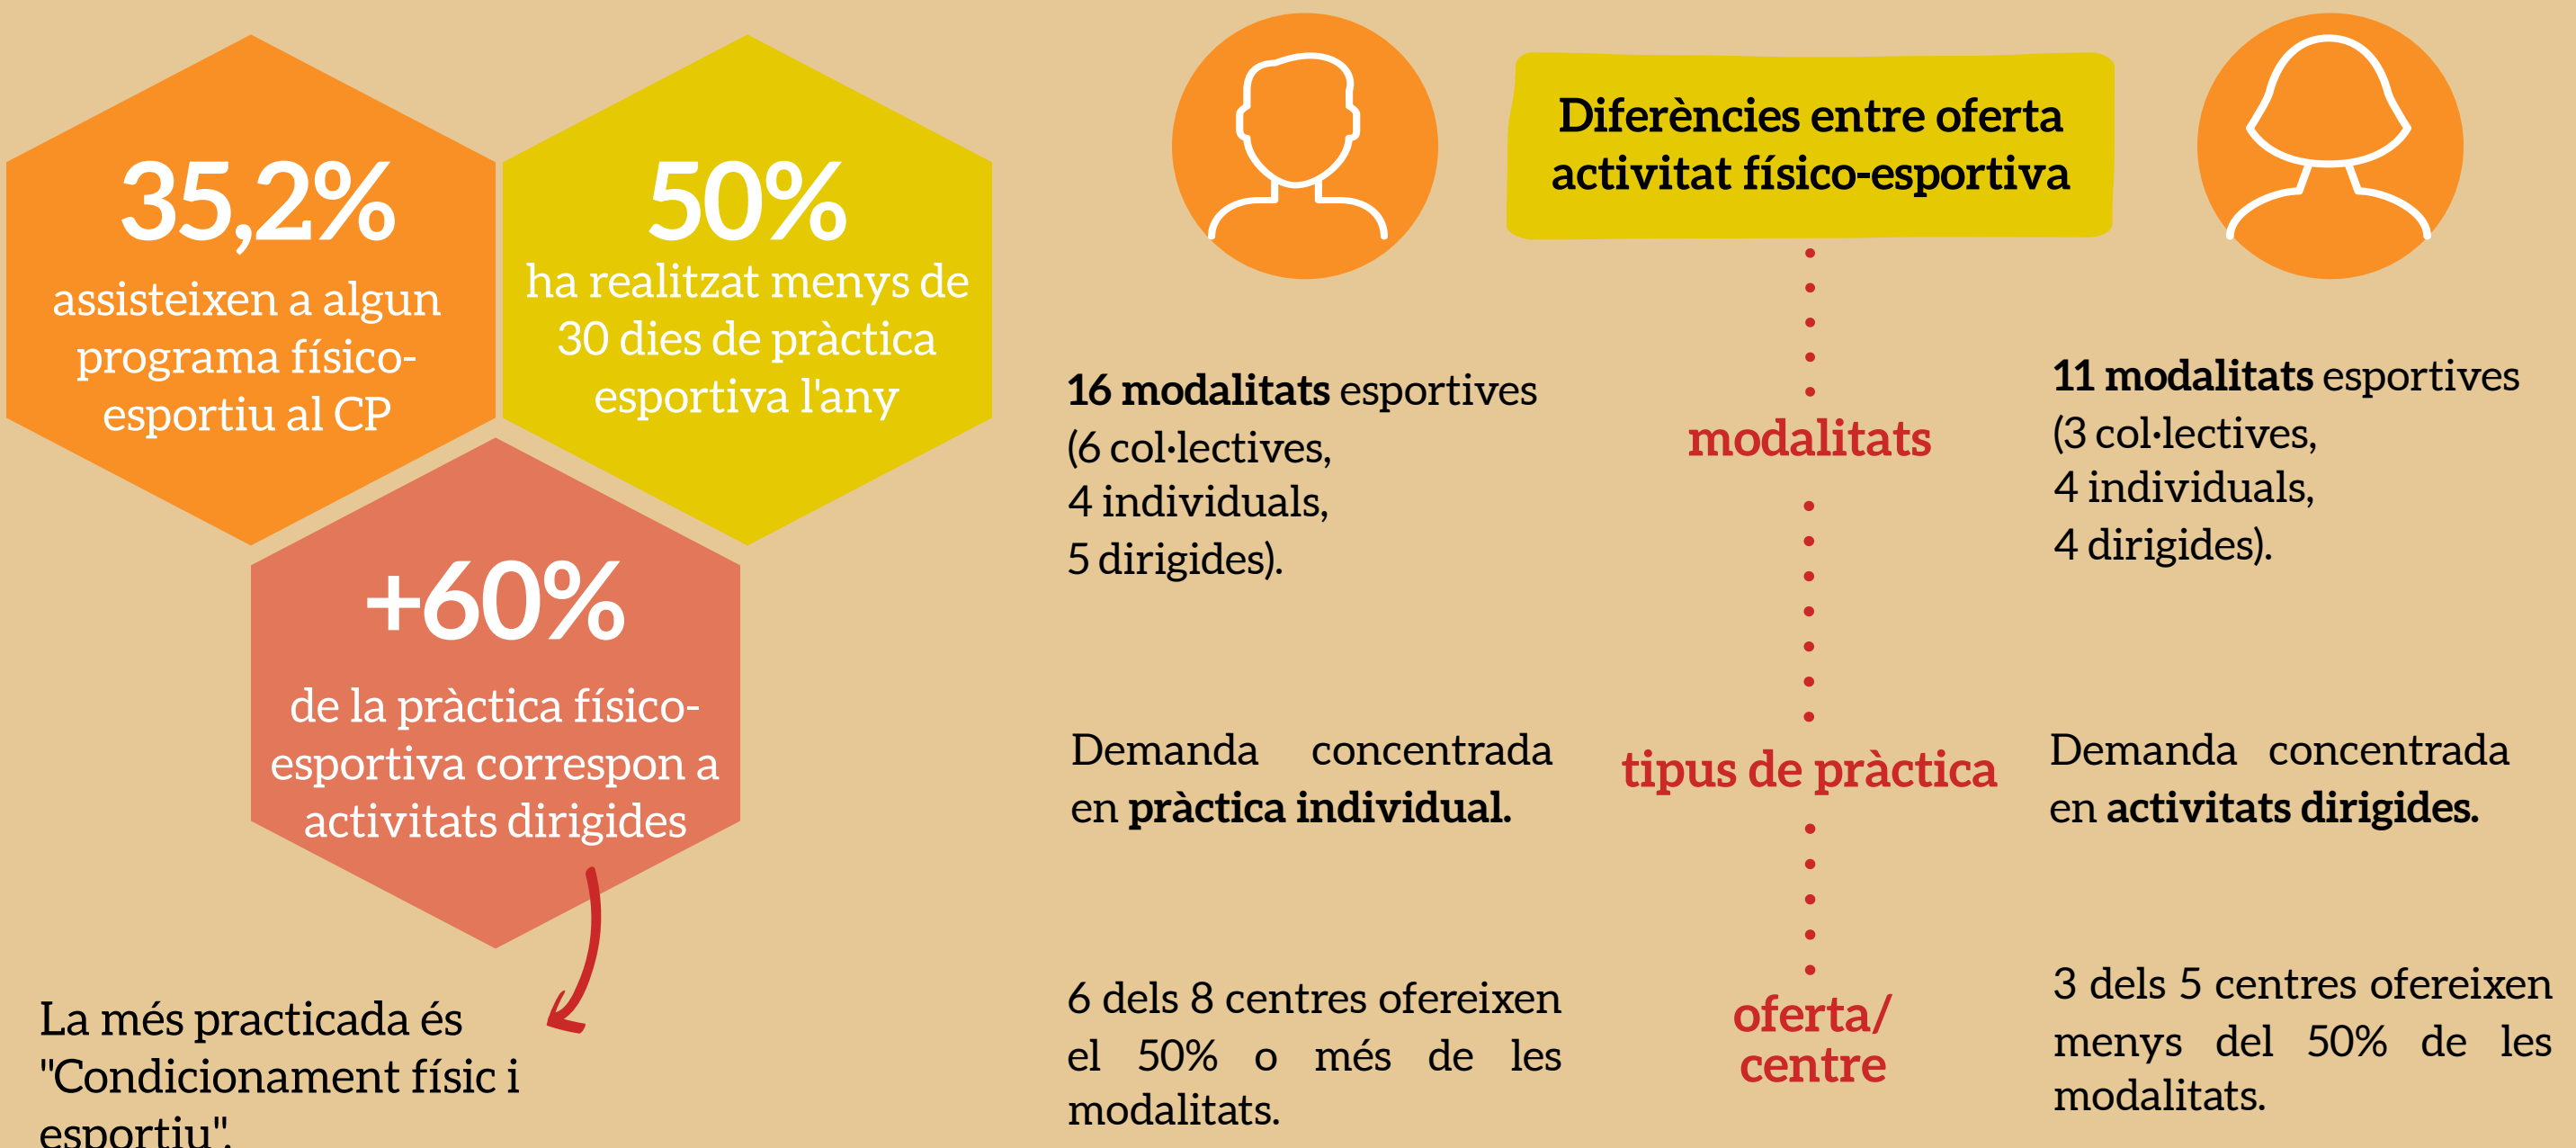 35,2%
assisteixen a algun
programa físico-
esportiu al CP
50%
ha realitzat menys de
30 dies de pràctica
esportiva l'any
+60%
de la pràctica físico-
esportiva correspon a
activitats dirigides
La més practicada és
"Condicionament físic i
esportiu".
Diferències entre oferta
activitat físico-esportiva
16 modalitats esportives
(6 col·lectives,
4 individuals,
5 dirigides).
modalitats
11 modalitats esportives
(3 col·lectives,
4 individuals,
4 dirigides).
Demanda concentrada
en pràctica individual.
tipus de pràctica
Demanda concentrada
en activitats dirigides.
6 dels 8 centres ofereixen
el 50% o més de les
modalitats.
oferta/
centre
3 dels 5 centres ofereixen
menys del 50% de les
modalitats.